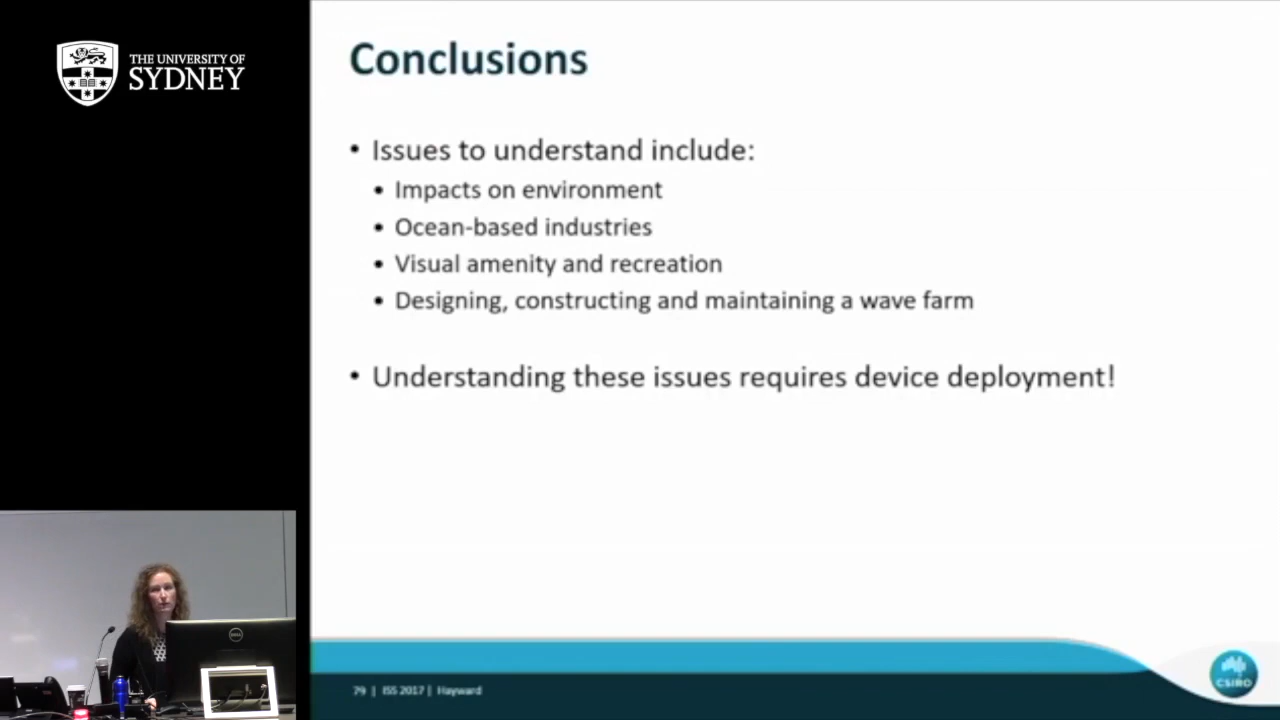 THE UNIVERSITY OF
SYDNEY
Conclusions
• Issues to understand include:
• Impacts on environment
• Ocean-based industries
• Visual amenity and recreation
• Designing, constructing and maintaining a wave farm
• Understanding these issues requires device deployment!
79 | ISS 2017 | Hayward
CSIRO
DELL